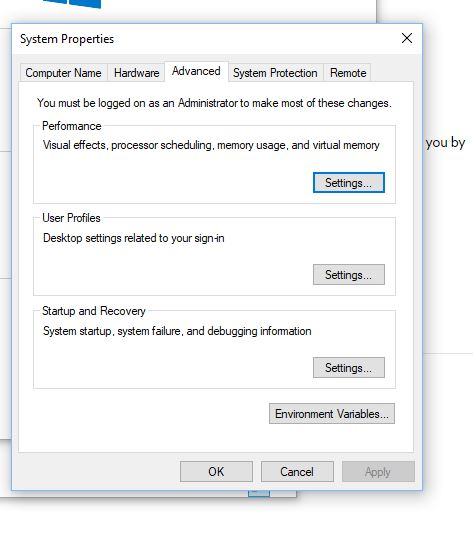 System Properties
Computer Name Hardware Advanced System Protection Remote
You must be logged on as an Administrator to make most of these changes.
Performance
Visual effects, processor scheduling, memory usage, and virtual memory
you by
Settings...
User Profiles
Desktop settings related to your sign-in
Settings...
Startup and Recovery
System startup, system failure, and debugging information
Settings...
Environment Variables...
OK Cancel Apply